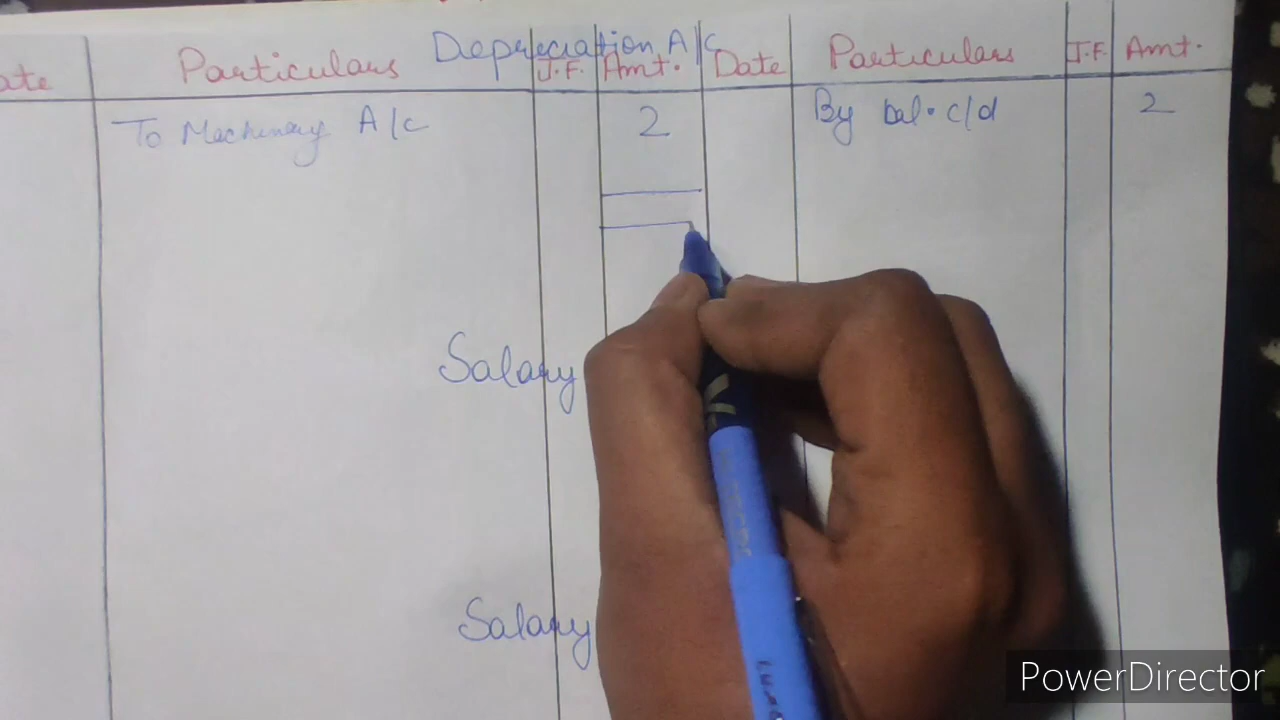 Depreciation A/c
ate Particulars J.F. Amt. Date Particulars J.F. Amt.
To Machinery A/c 2 By bal. c/d 2
Salary
Salary
PowerDirector